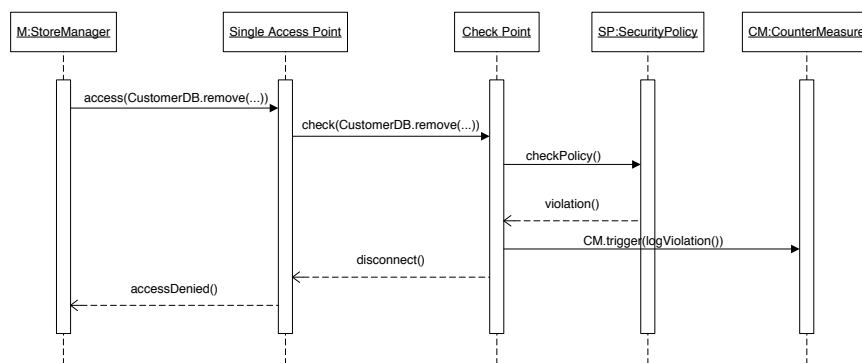 M:StoreManager
Single Access Point
Check Point
SP:SecurityPolicy
CM:CounterMeasure
access(CustomerDB.remove(...))
check(CustomerDB.remove(...))
checkPolicy()
violation()
CM.trigger(logViolation())
disconnect()
accessDenied()